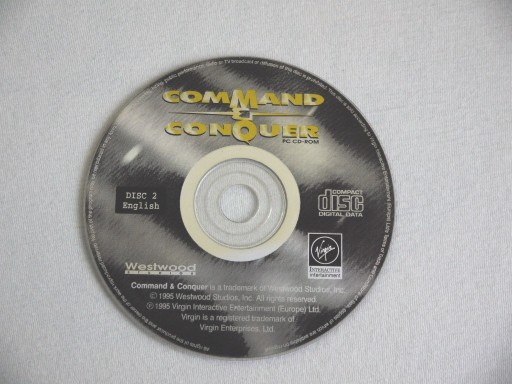 COMMAND
&
CONQUER
PC CD-ROM
DISC 2
English
COMPACT
disc
DIGITAL DATA
Westwood
STUDIOS
Virgin
INTERACTIVE
entertainment
Command & Conquer is a trademark of Westwood Studios, Inc.
© 1995 Westwood Studios, Inc. All rights reserved.
℗ 1995 Virgin Interactive Entertainment (Europe) Ltd.
Virgin is a registered trademark of
Virgin Enterprises, Ltd.